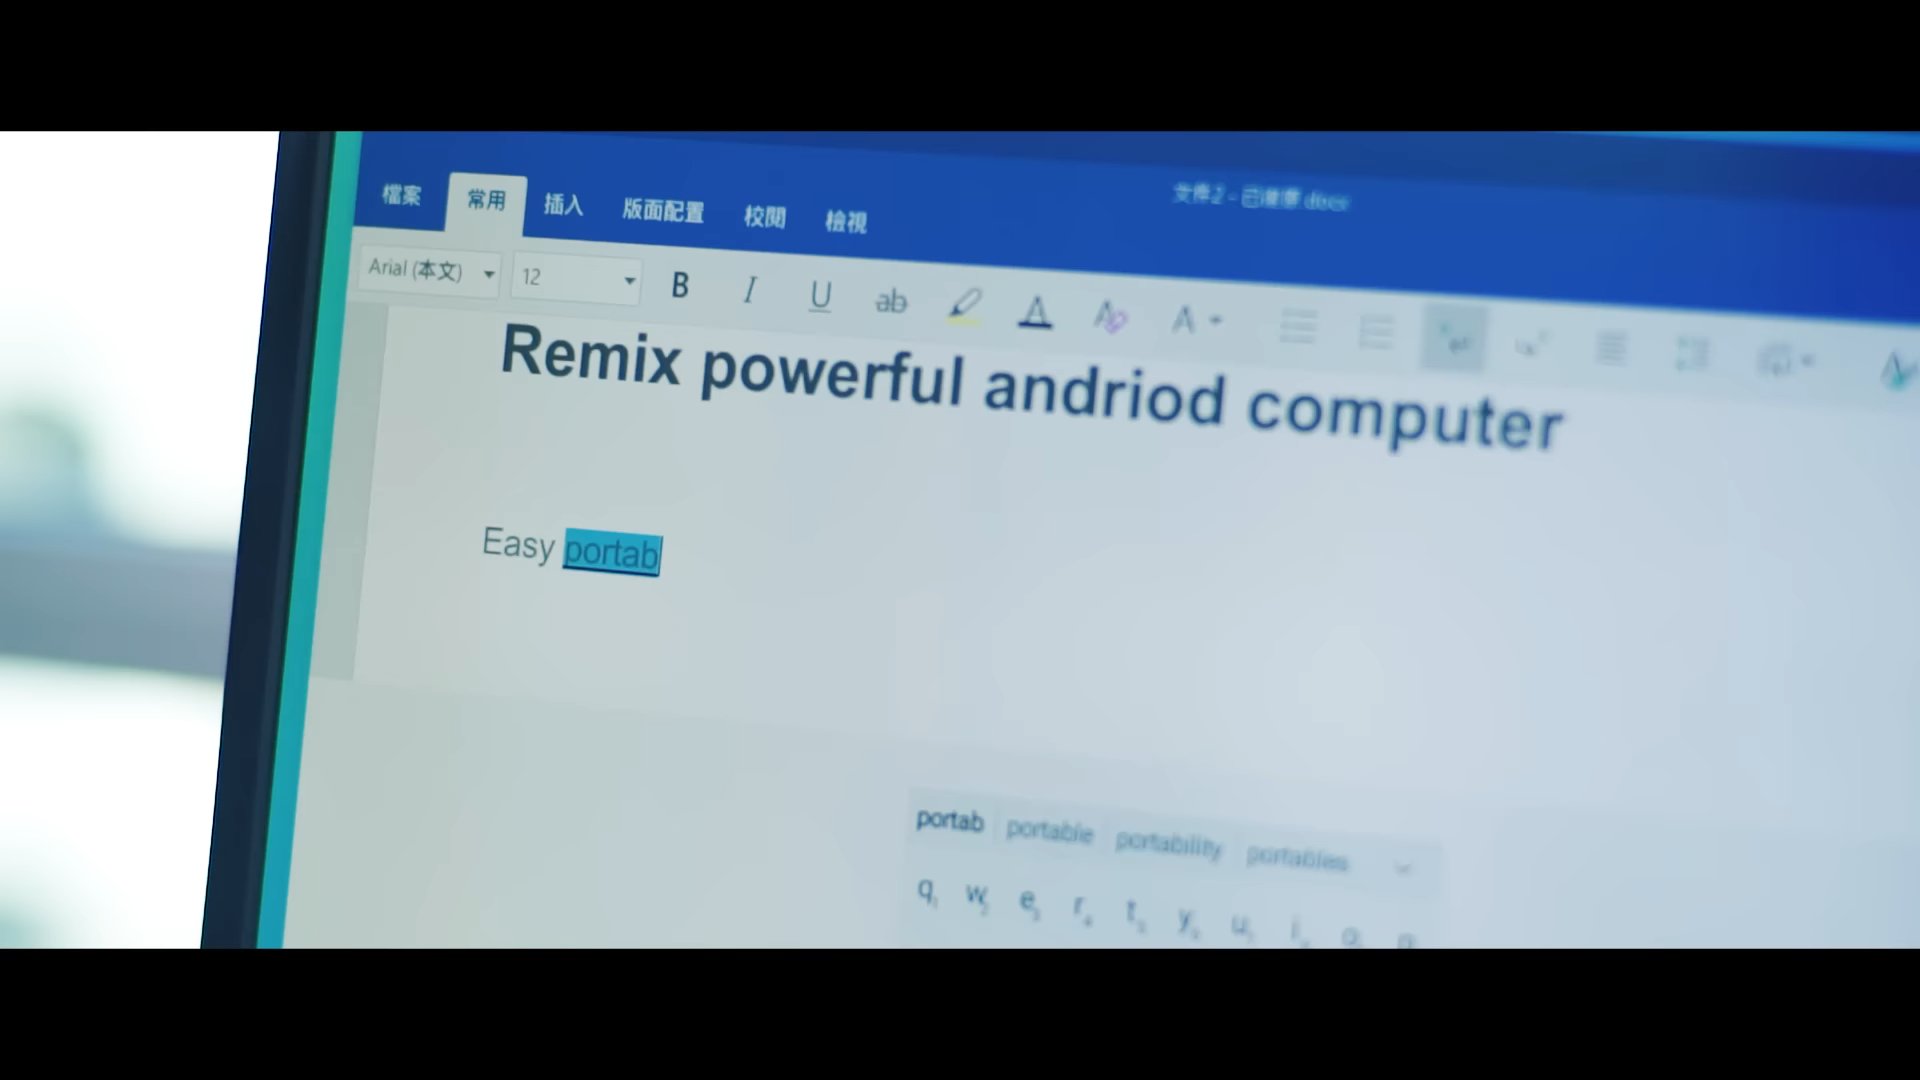 檔案 常用 插入 版面配置 校閱 檢視
Arial (本文) 12 B I U ab A A A
Remix powerful andriod computer
Easy portab
portab portable portability portables
q w e r t y u i o p